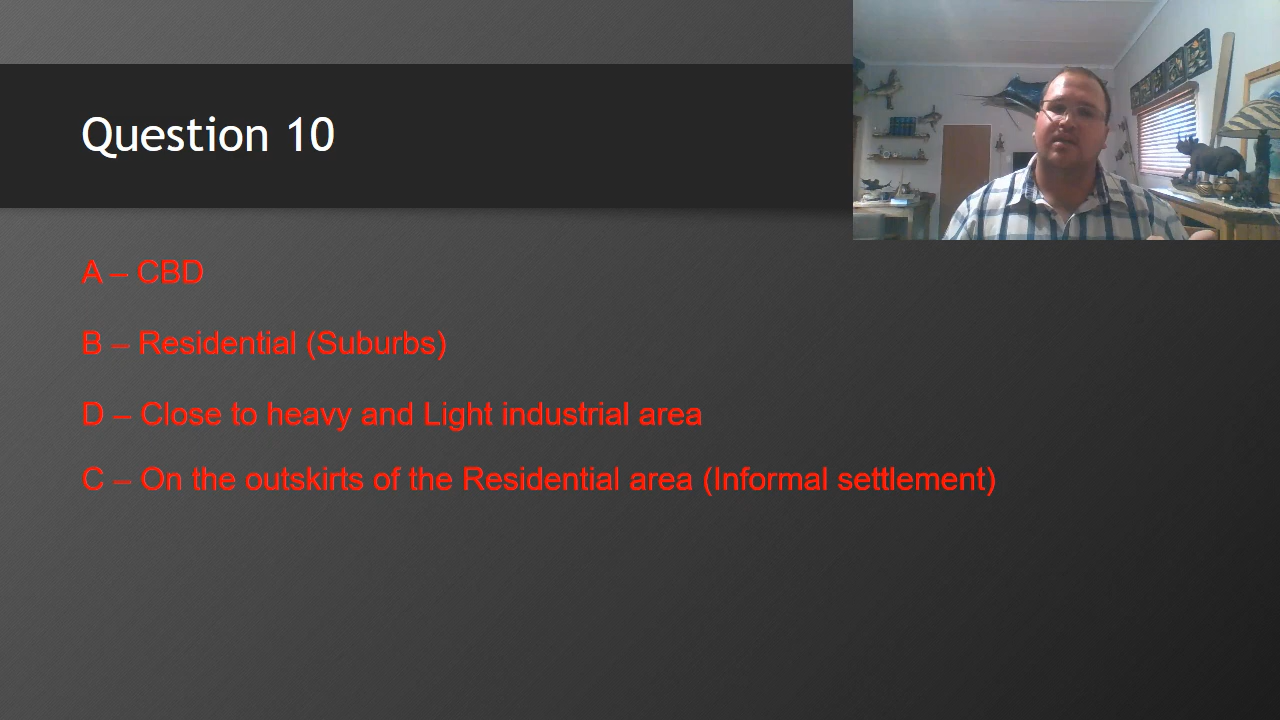 Question 10
A – CBD
B – Residential (Suburbs)
D – Close to heavy and Light industrial area
C – On the outskirts of the Residential area (Informal settlement)